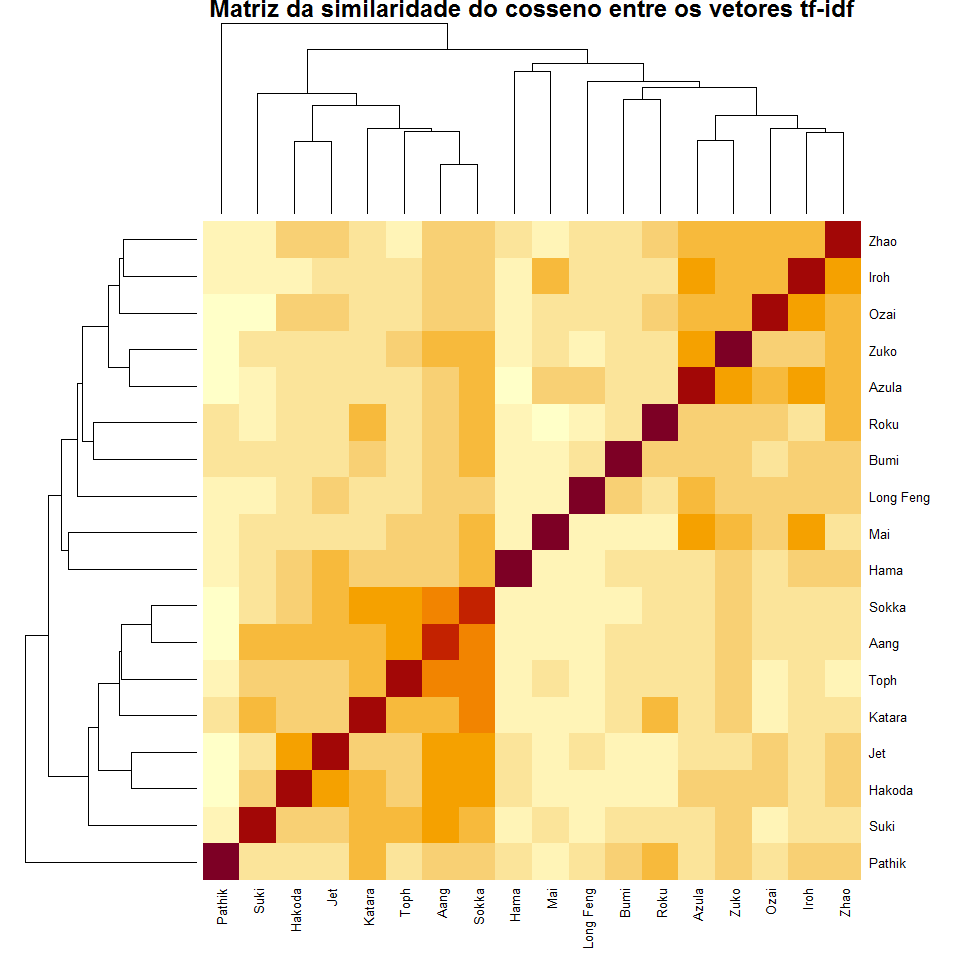 Matriz da similaridade do cosseno entre os vetores tf-idf
Zhao
Iroh
Ozai
Zuko
Azula
Roku
Bumi
Long Feng
Mai
Hama
Sokka
Aang
Toph
Katara
Jet
Hakoda
Suki
Pathik
Pathik
Suki
Hakoda
Jet
Katara
Toph
Aang
Sokka
Hama
Mai
Long Feng
Bumi
Roku
Azula
Zuko
Ozai
Iroh
Zhao